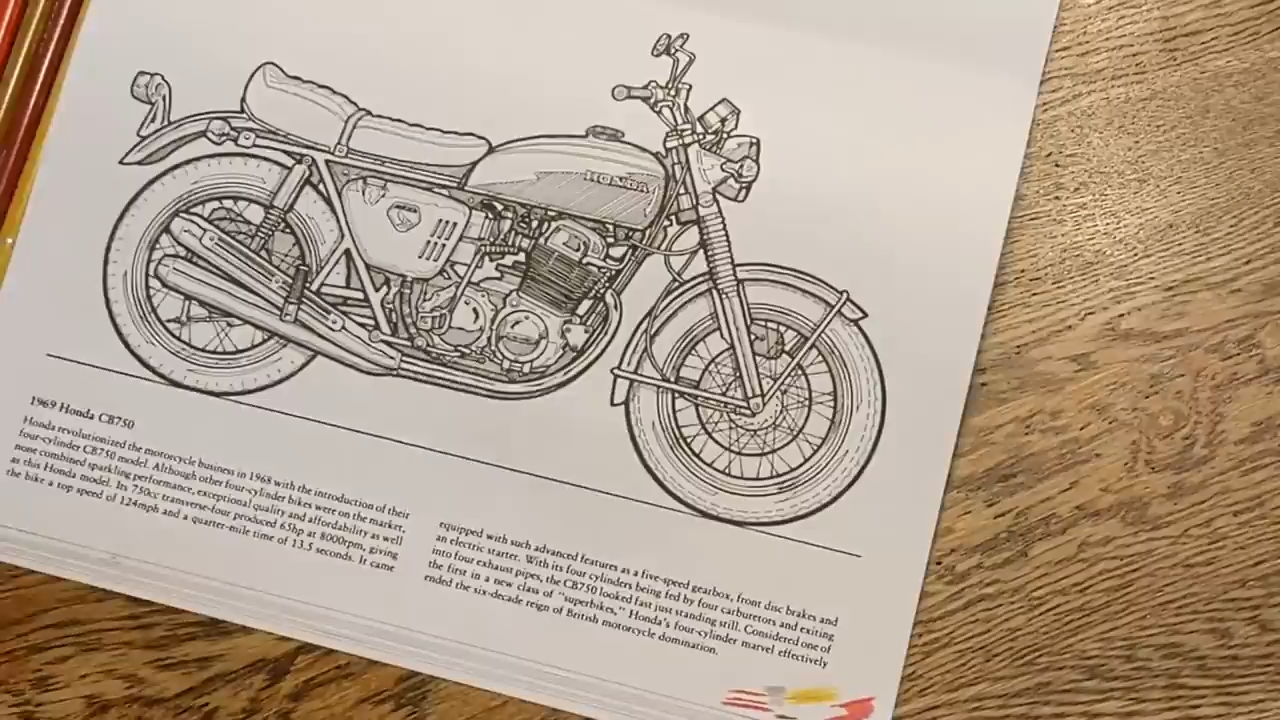 HONDA
1969 Honda CB750
Honda revolutionized the motorcycle business in 1968 with the introduction of their
four-cylinder CB750 model. Although other four-cylinder bikes were on the market,
none combined sparkling performance, exceptional quality and affordability as well
as this Honda model. Its 750cc transverse-four produced 65hp at 8000rpm, giving
the bike a top speed of 124mph and a quarter-mile time of 13.5 seconds. It came
equipped with such advanced features as a five-speed gearbox, front disc brakes and
an electric starter. With its four cylinders being fed by four carburetors and exiting
into four exhaust pipes, the CB750 looked fast just standing still. Considered one of
the first in a new class of "superbikes," Honda's four-cylinder marvel effectively
ended the six-decade reign of British motorcycle domination.